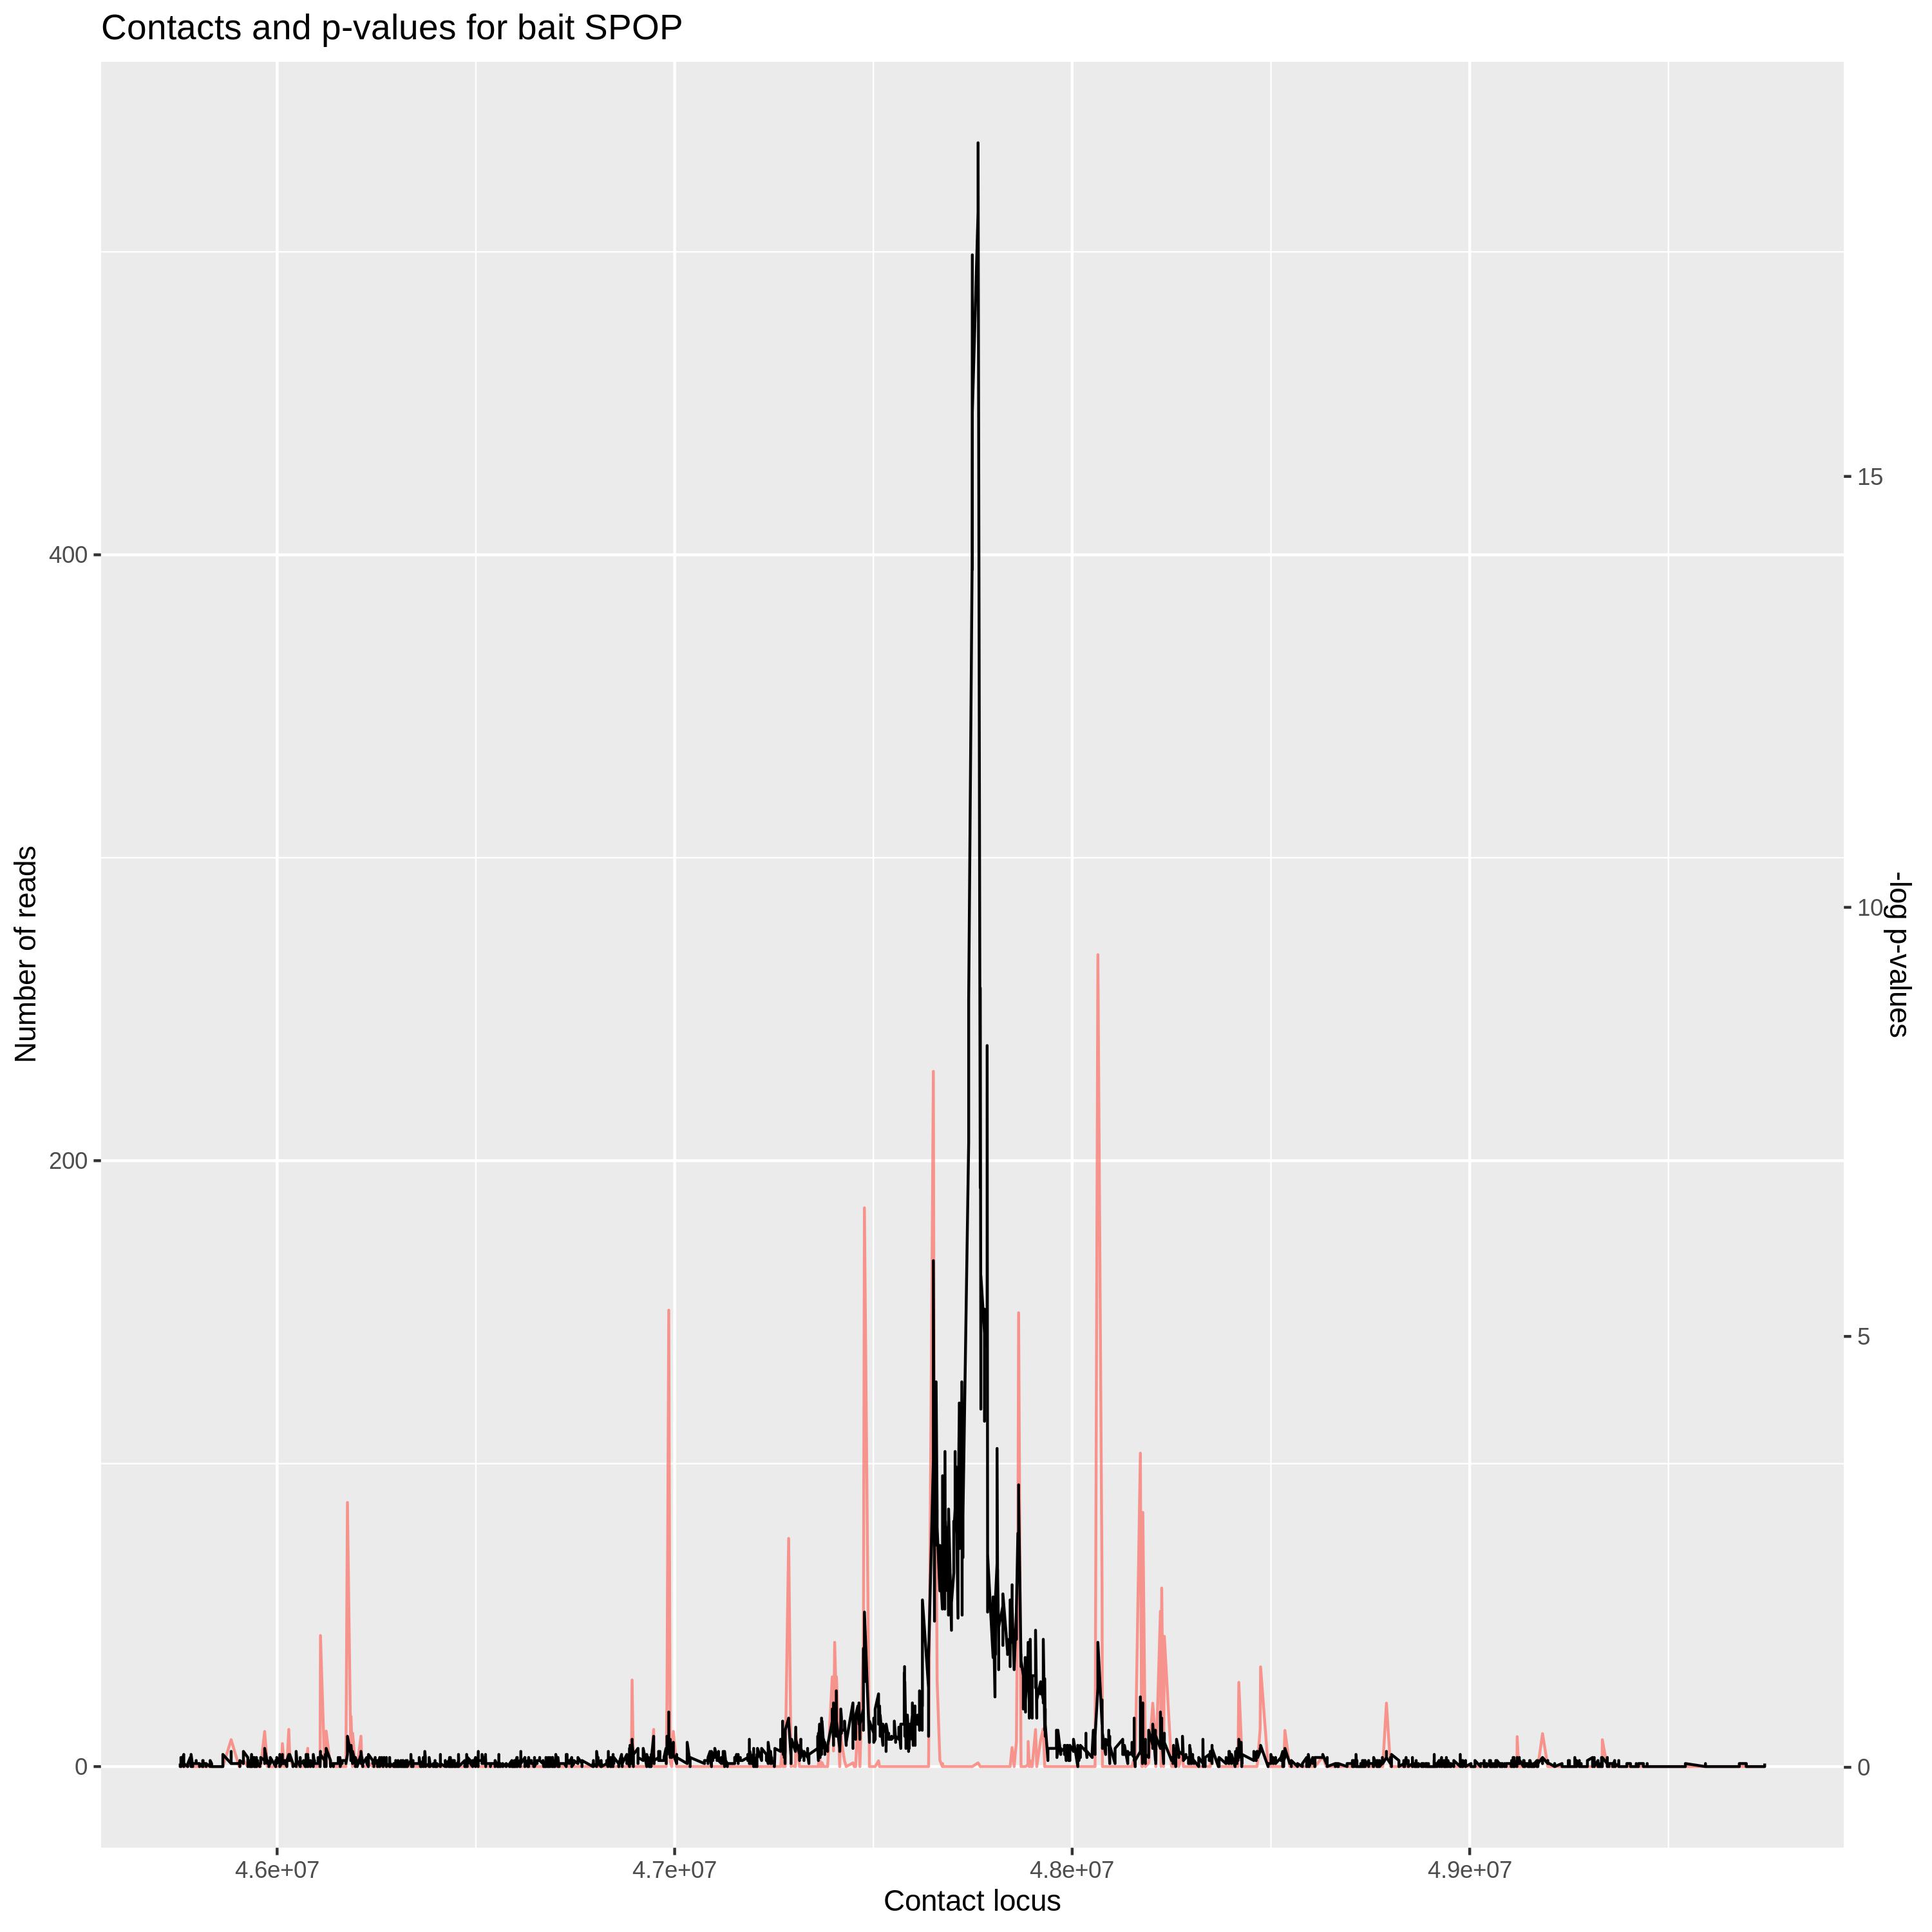 Contacts and p-values for bait SPOP
Number of reads
400
200
0
15
10
5
0
-log p-values
4.6e+07
4.7e+07
4.8e+07
4.9e+07
Contact locus